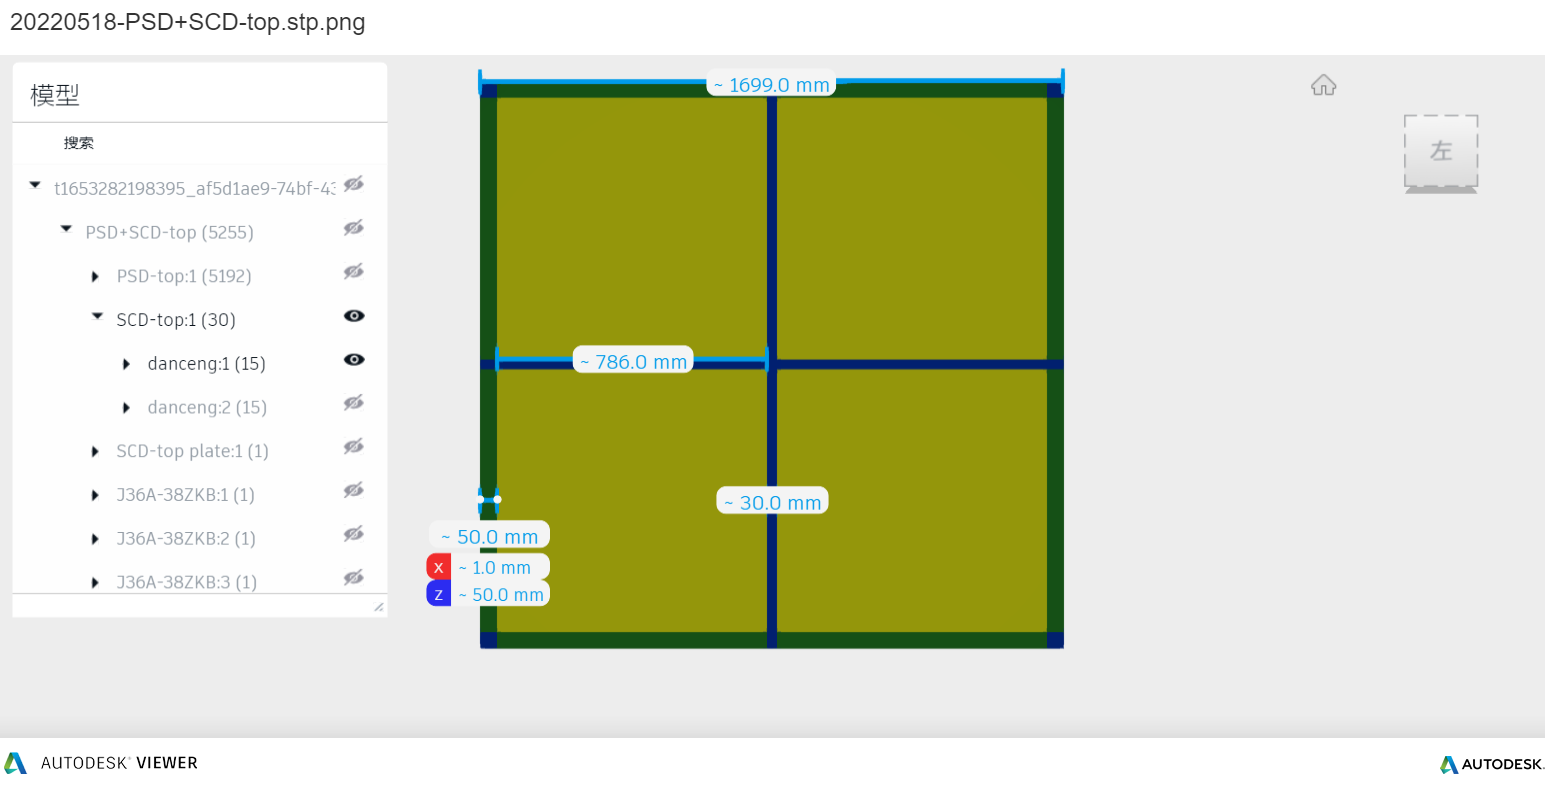 20220518-PSD+SCD-top.stp.png
模型
搜索
t1653282198395_af5d1ae9-74bf-43
PSD+SCD-top (5255)
PSD-top:1 (5192)
SCD-top:1 (30)
danceng:1 (15)
danceng:2 (15)
SCD-top plate:1 (1)
J36A-38ZKB:1 (1)
J36A-38ZKB:2 (1)
J36A-38ZKB:3 (1)
~ 1699.0 mm
~ 786.0 mm
~ 30.0 mm
~ 50.0 mm
X ~ 1.0 mm
Z ~ 50.0 mm
左
AUTODESK® VIEWER
AUTODESK.